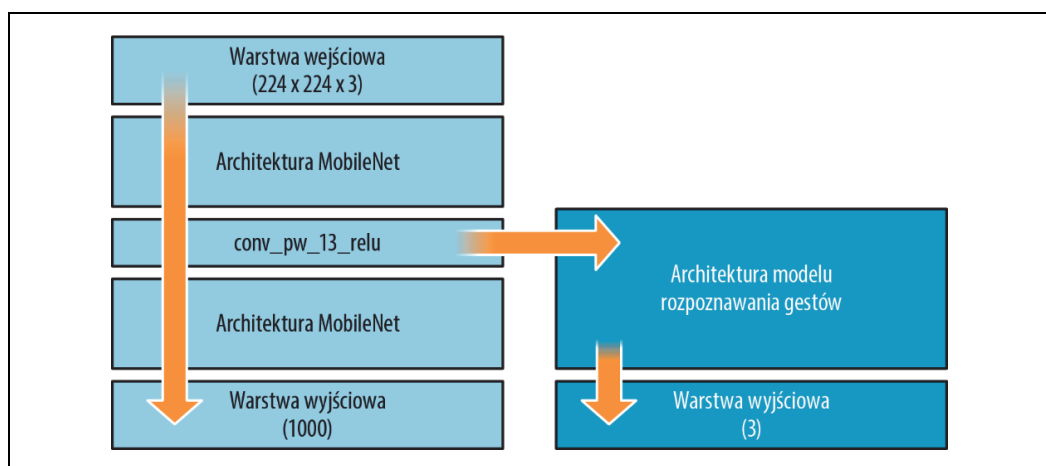 Warstwa wejściowa
(224 x 224 x 3)
Architektura MobileNet
conv_pw_13_relu
Architektura MobileNet
Warstwa wyjściowa
(1000)
Architektura modelu
rozpoznawania gestów
Warstwa wyjściowa
(3)